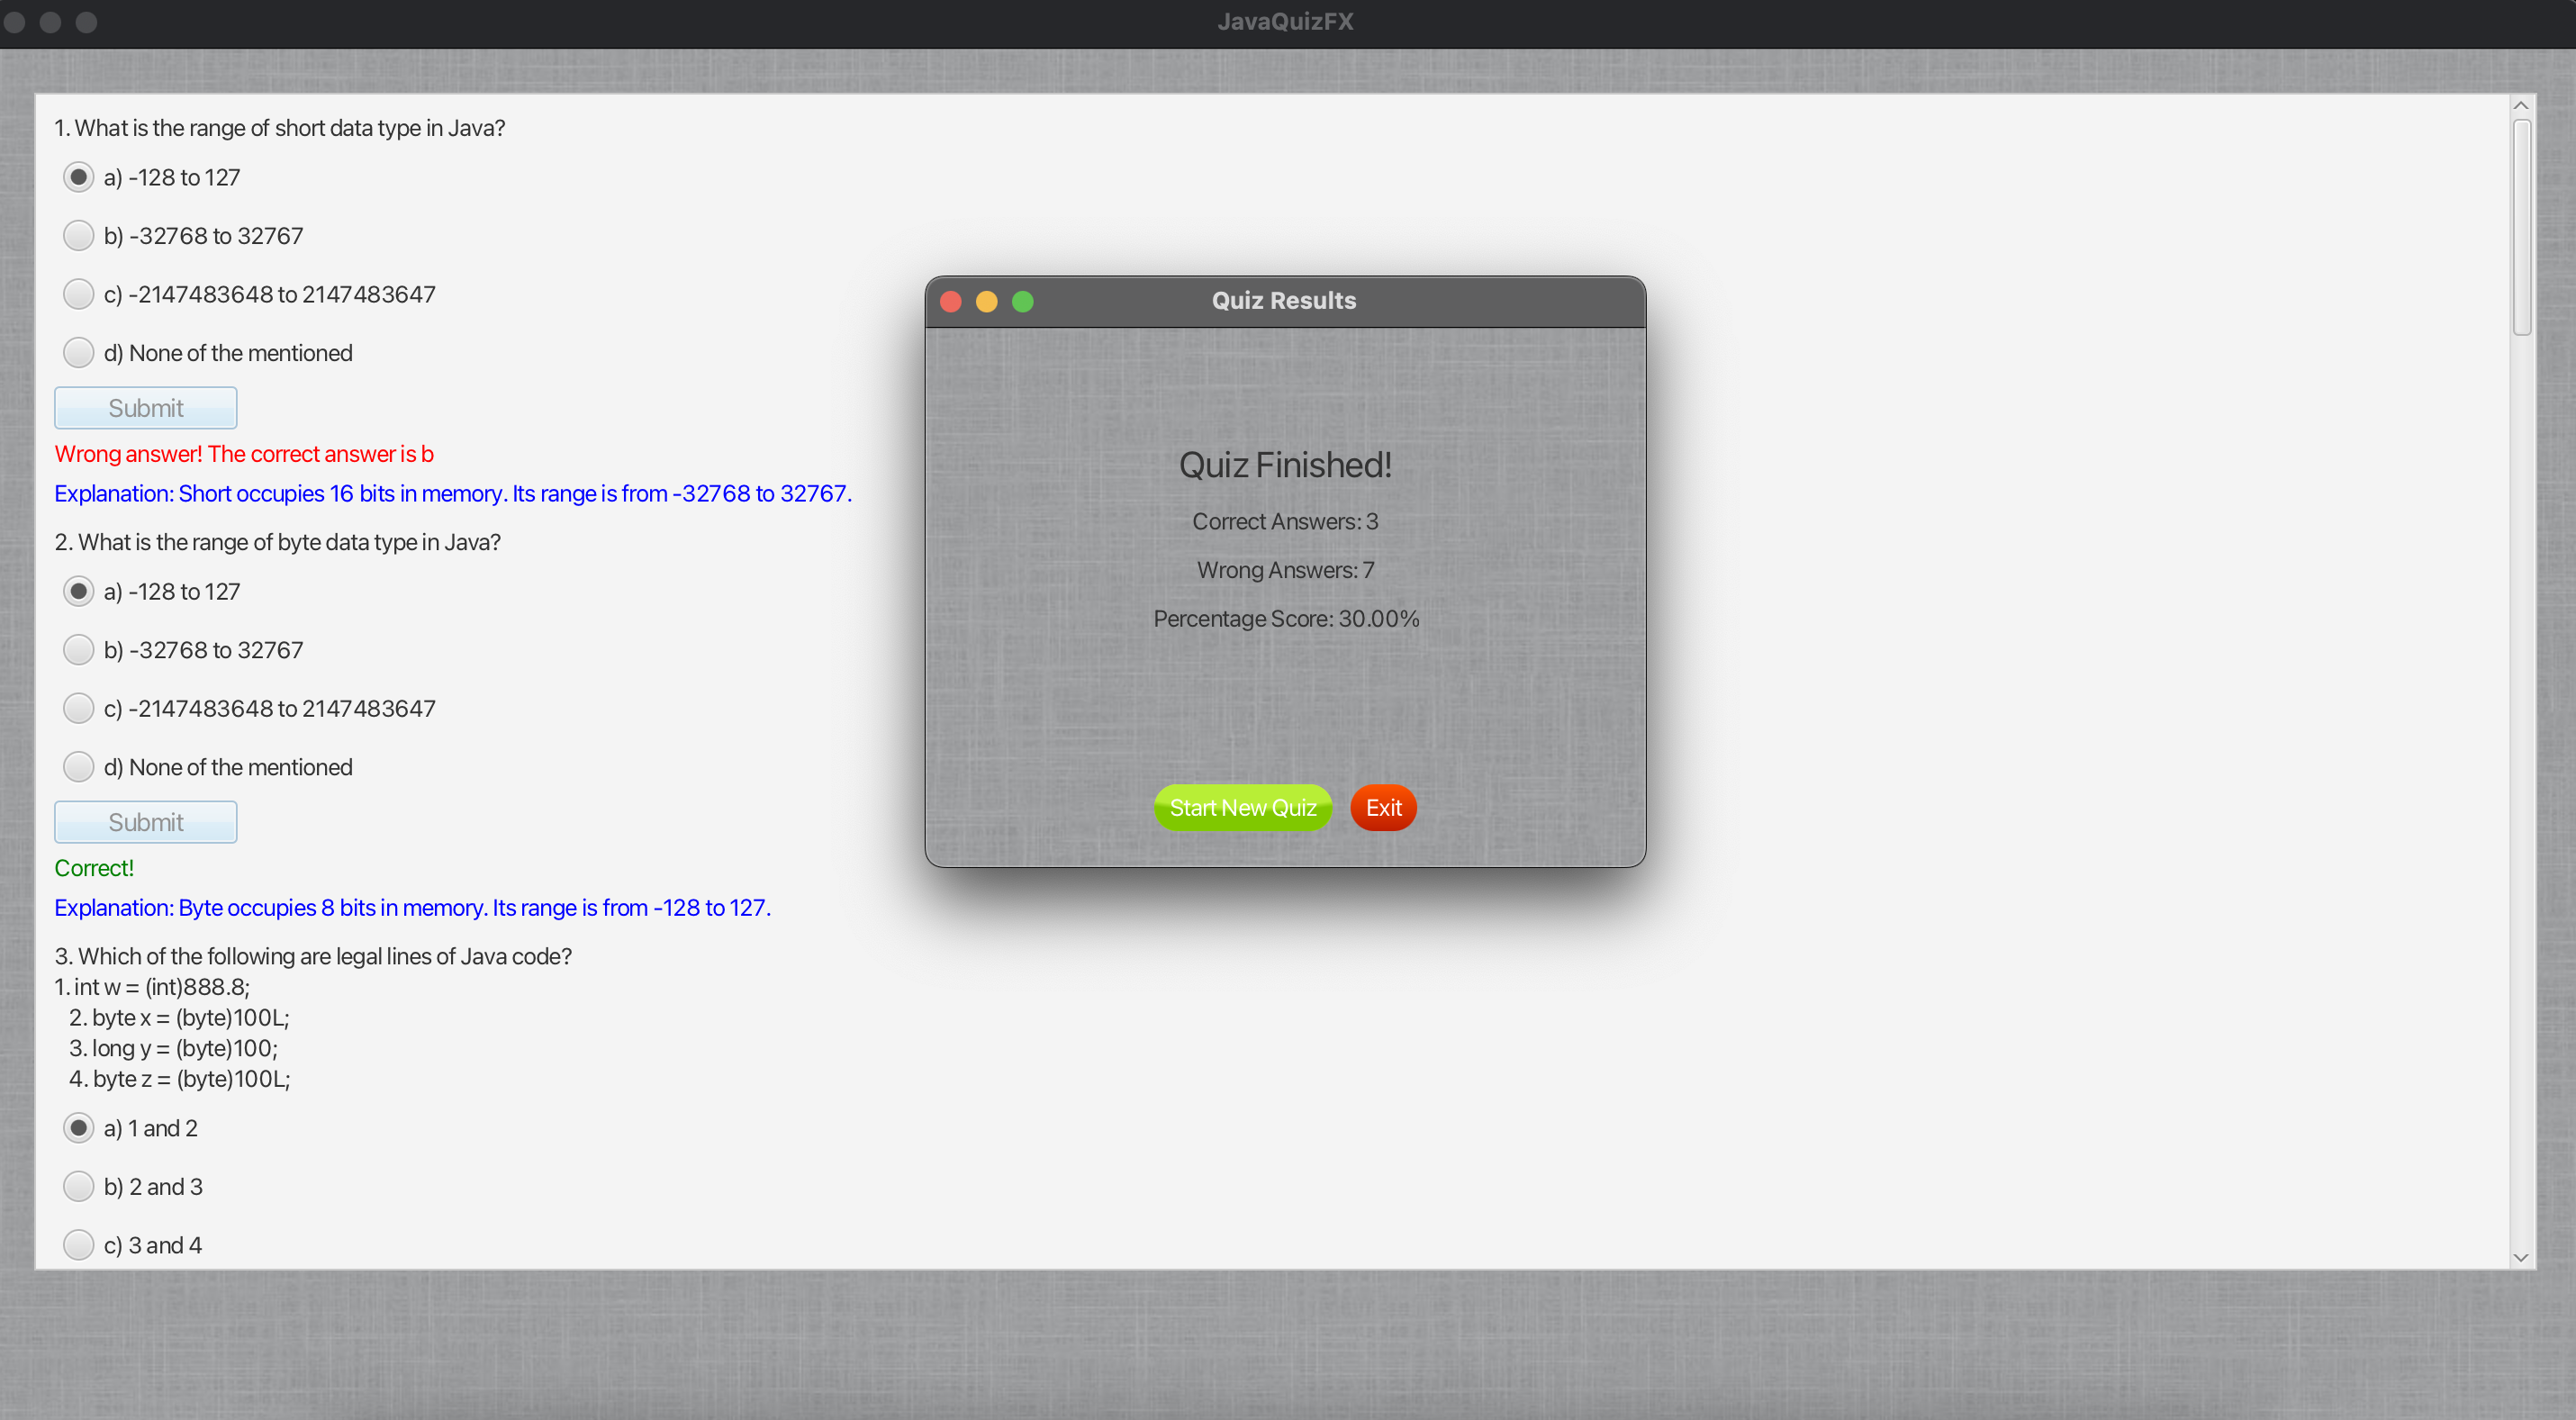 JavaQuizFX
1. What is the range of short data type in Java?
a) -128 to 127
b) -32768 to 32767
c) -2147483648 to 2147483647
d) None of the mentioned
Submit
Wrong answer! The correct answer is b
Explanation: Short occupies 16 bits in memory. Its range is from -32768 to 32767.
2. What is the range of byte data type in Java?
a) -128 to 127
b) -32768 to 32767
c) -2147483648 to 2147483647
d) None of the mentioned
Submit
Correct!
Explanation: Byte occupies 8 bits in memory. Its range is from -128 to 127.
3. Which of the following are legal lines of Java code?
1. int w = (int)888.8;
2. byte x = (byte)100L;
3. long y = (byte)100;
4. byte z = (byte)100L;
a) 1 and 2
b) 2 and 3
c) 3 and 4
Quiz Results
Quiz Finished!
Correct Answers: 3
Wrong Answers: 7
Percentage Score: 30.00%
Start New Quiz
Exit